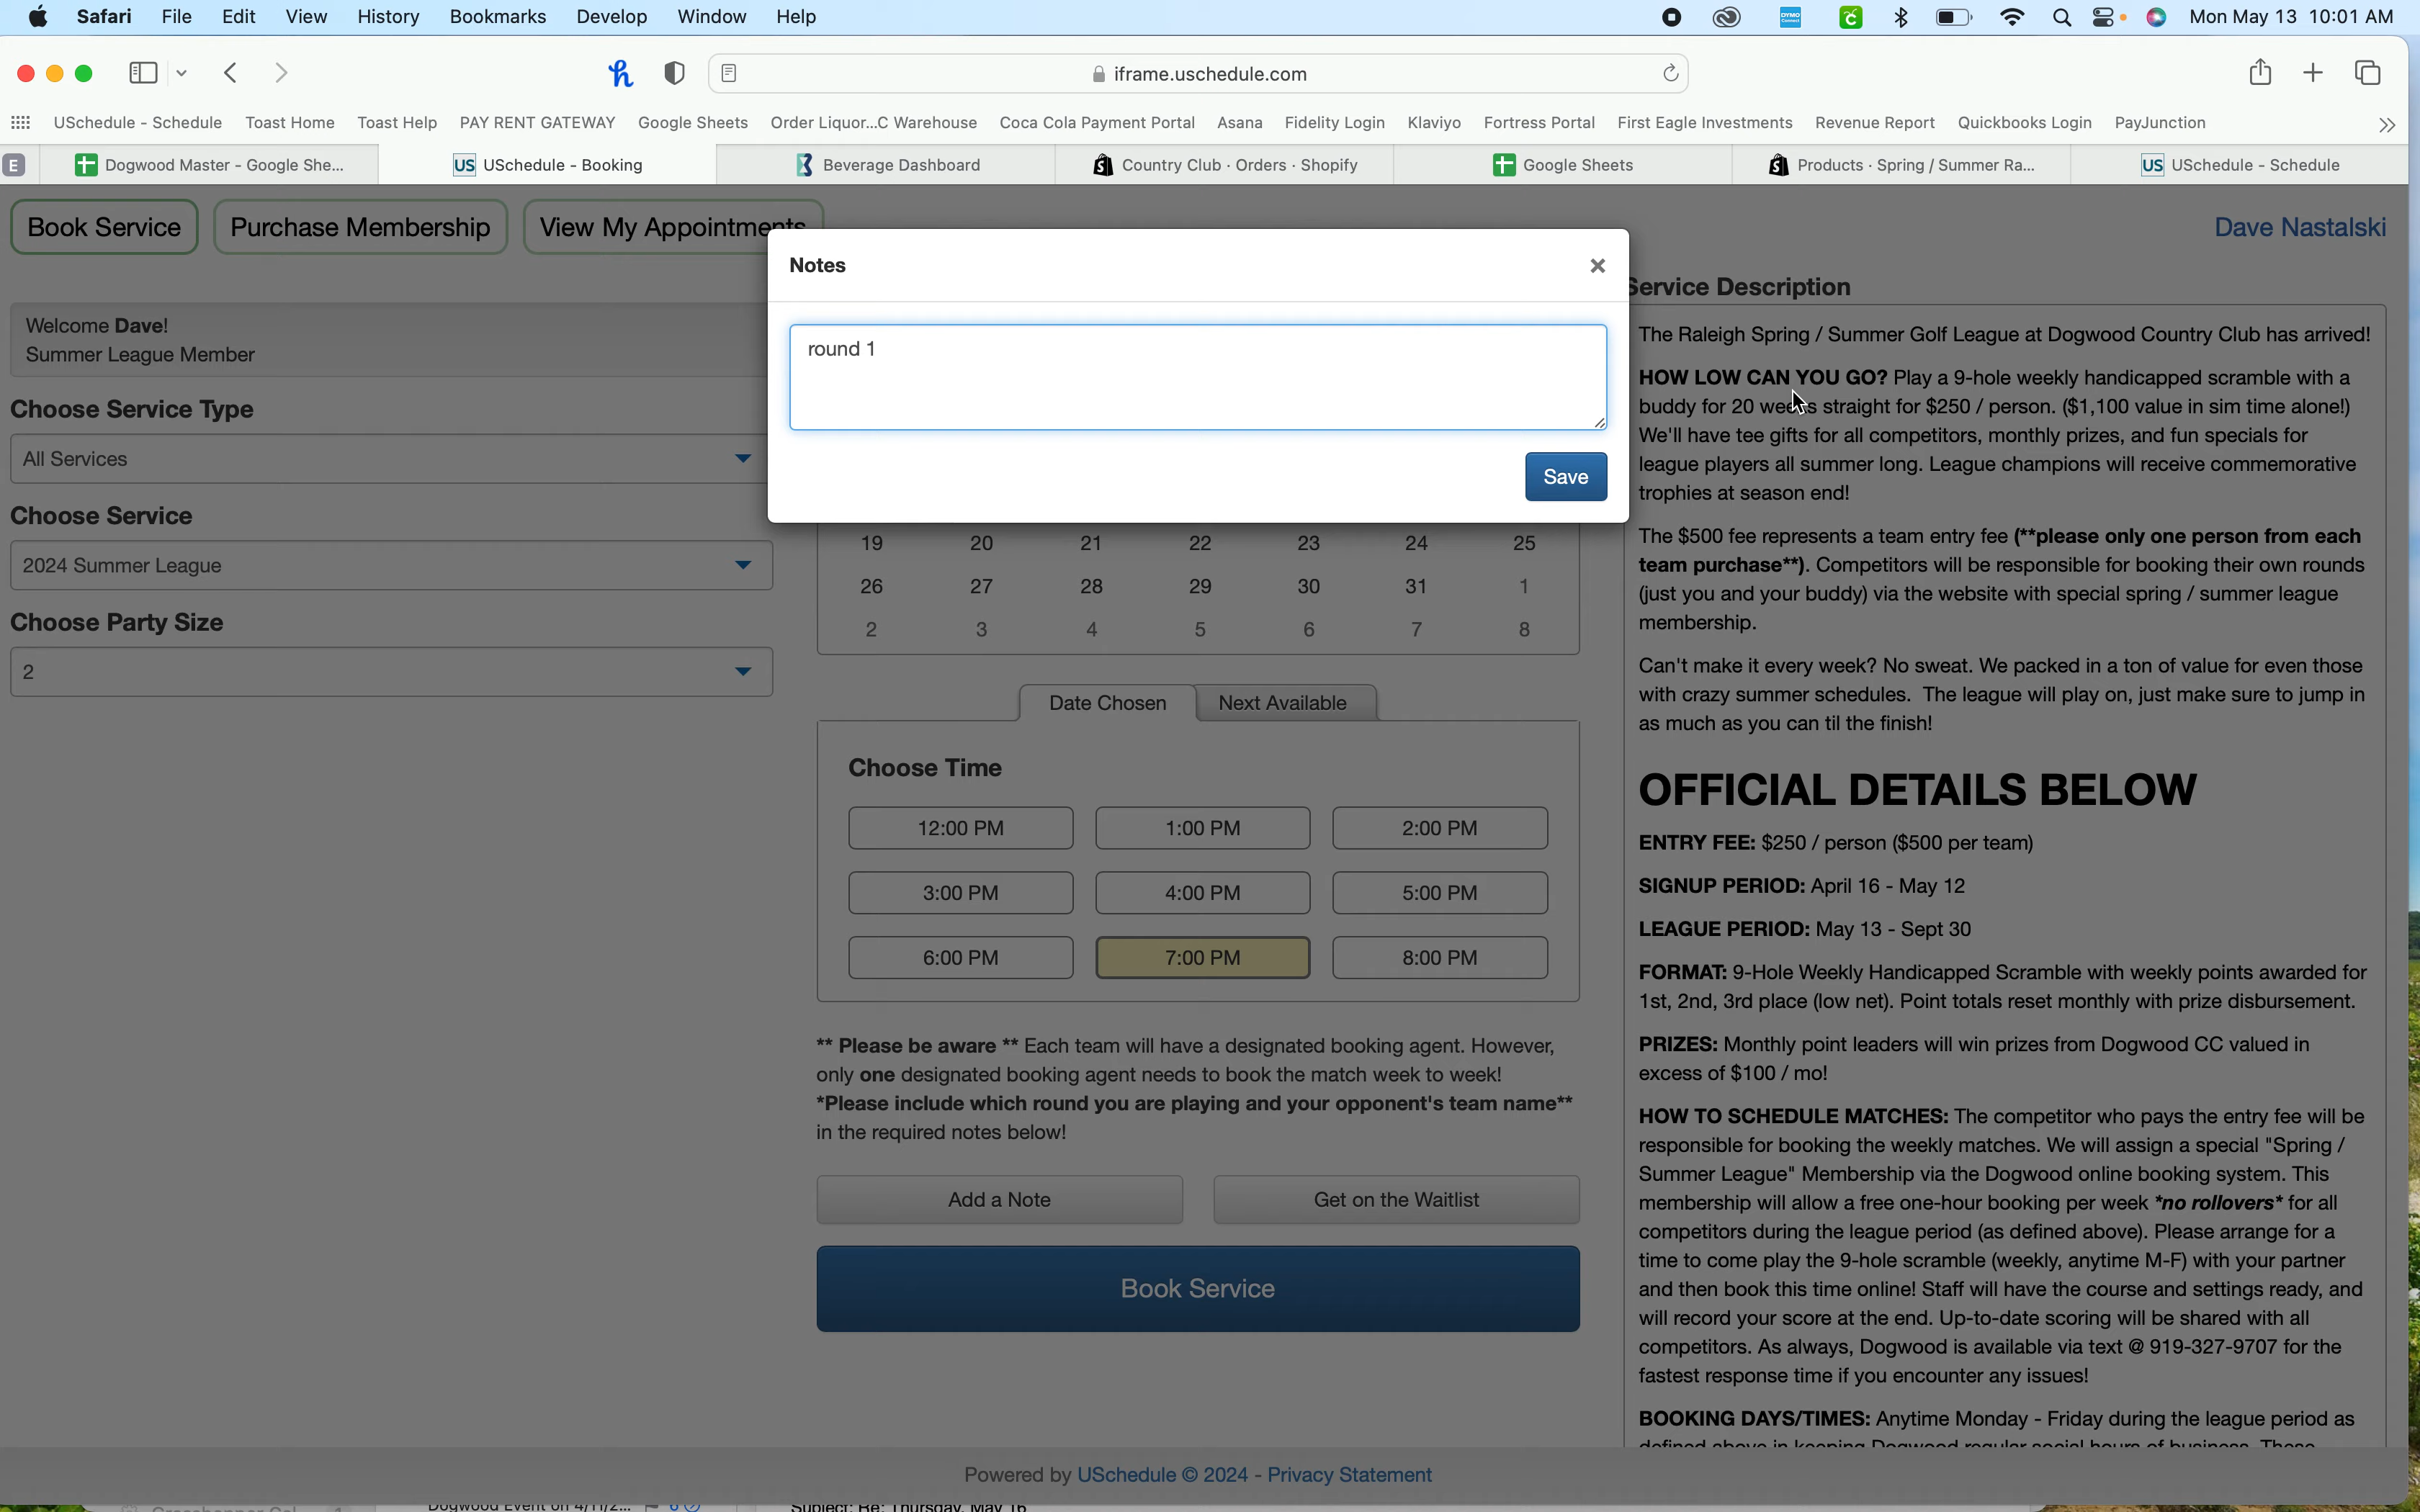 Safari File Edit View History Bookmarks Develop Window Help Mon May 13 10:01 AM
iframe.uschedule.com
USchedule - Schedule Toast Home Toast Help PAY RENT GATEWAY Google Sheets Order Liquor...C Warehouse Coca Cola Payment Portal Asana Fidelity Login Klaviyo Fortress Portal First Eagle Investments Revenue Report Quickbooks Login PayJunction
E Dogwood Master - Google She... US USchedule - Booking Beverage Dashboard Country Club · Orders · Shopify Google Sheets Products · Spring / Summer Ra... US USchedule - Schedule
Book Service Purchase Membership View My Appointments Dave Nastalski
Welcome Dave!
Summer League Member
Choose Service Type
All Services
Choose Service
2024 Summer League
Choose Party Size
2
Notes
round 1
Save
19 20 21 22 23 24 25
26 27 28 29 30 31 1
2 3 4 5 6 7 8
Date Chosen Next Available
Choose Time
12:00 PM 1:00 PM 2:00 PM
3:00 PM 4:00 PM 5:00 PM
6:00 PM 7:00 PM 8:00 PM
** Please be aware ** Each team will have a designated booking agent. However,
only one designated booking agent needs to book the match week to week!
*Please include which round you are playing and your opponent's team name**
in the required notes below!
Add a Note Get on the Waitlist
Book Service
Service Description
The Raleigh Spring / Summer Golf League at Dogwood Country Club has arrived!
HOW LOW CAN YOU GO? Play a 9-hole weekly handicapped scramble with a
buddy for 20 weeks straight for $250 / person. ($1,100 value in sim time alone!)
We'll have tee gifts for all competitors, monthly prizes, and fun specials for
league players all summer long. League champions will receive commemorative
trophies at season end!
The $500 fee represents a team entry fee (**please only one person from each
team purchase**). Competitors will be responsible for booking their own rounds
(just you and your buddy) via the website with special spring / summer league
membership.
Can't make it every week? No sweat. We packed in a ton of value for even those
with crazy summer schedules. The league will play on, just make sure to jump in
as much as you can til the finish!
OFFICIAL DETAILS BELOW
ENTRY FEE: $250 / person ($500 per team)
SIGNUP PERIOD: April 16 - May 12
LEAGUE PERIOD: May 13 - Sept 30
FORMAT: 9-Hole Weekly Handicapped Scramble with weekly points awarded for
1st, 2nd, 3rd place (low net). Point totals reset monthly with prize disbursement.
PRIZES: Monthly point leaders will win prizes from Dogwood CC valued in
excess of $100 / mo!
HOW TO SCHEDULE MATCHES: The competitor who pays the entry fee will be
responsible for booking the weekly matches. We will assign a special "Spring /
Summer League" Membership via the Dogwood online booking system. This
membership will allow a free one-hour booking per week *no rollovers* for all
competitors during the league period (as defined above). Please arrange for a
time to come play the 9-hole scramble (weekly, anytime M-F) with your partner
and then book this time online! Staff will have the course and settings ready, and
will record your score at the end. Up-to-date scoring will be shared with all
competitors. As always, Dogwood is available via text @ 919-327-9707 for the
fastest response time if you encounter any issues!
BOOKING DAYS/TIMES: Anytime Monday - Friday during the league period as
defined above in keeping Dogwood regular social hours of business. These
Powered by USchedule © 2024 - Privacy Statement
Dogwood Event on 4/11/2...
Subject: Re: Thursday, May 16